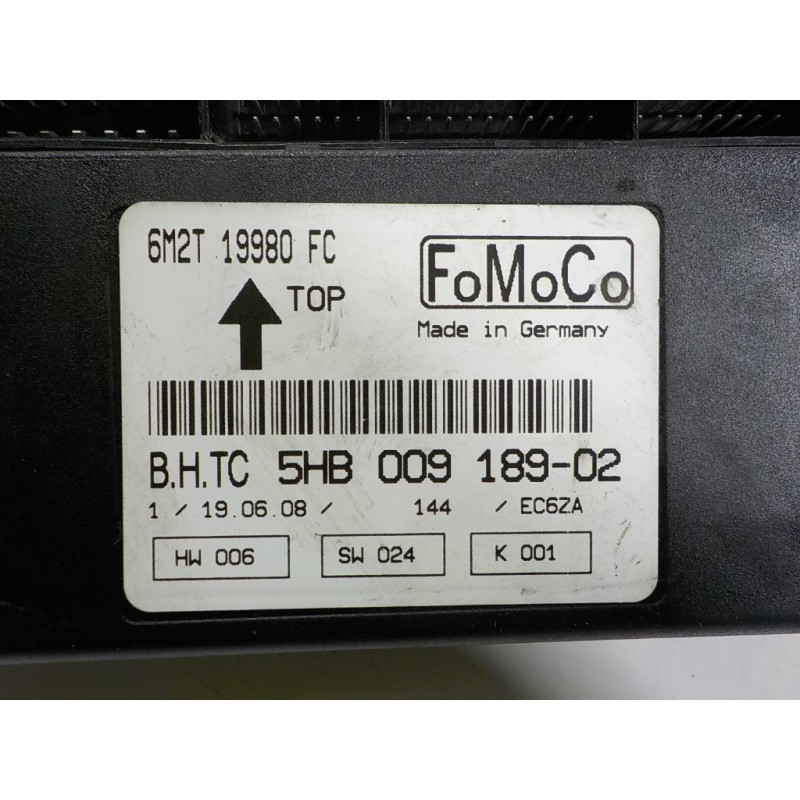 6M2T 19980 FC
FoMoCo
TOP
Made in Germany
B.H.TC 5HB 009 189-02
1 / 19.06.08 / 144 / EC6ZA
HW 006 SW 024 K 001